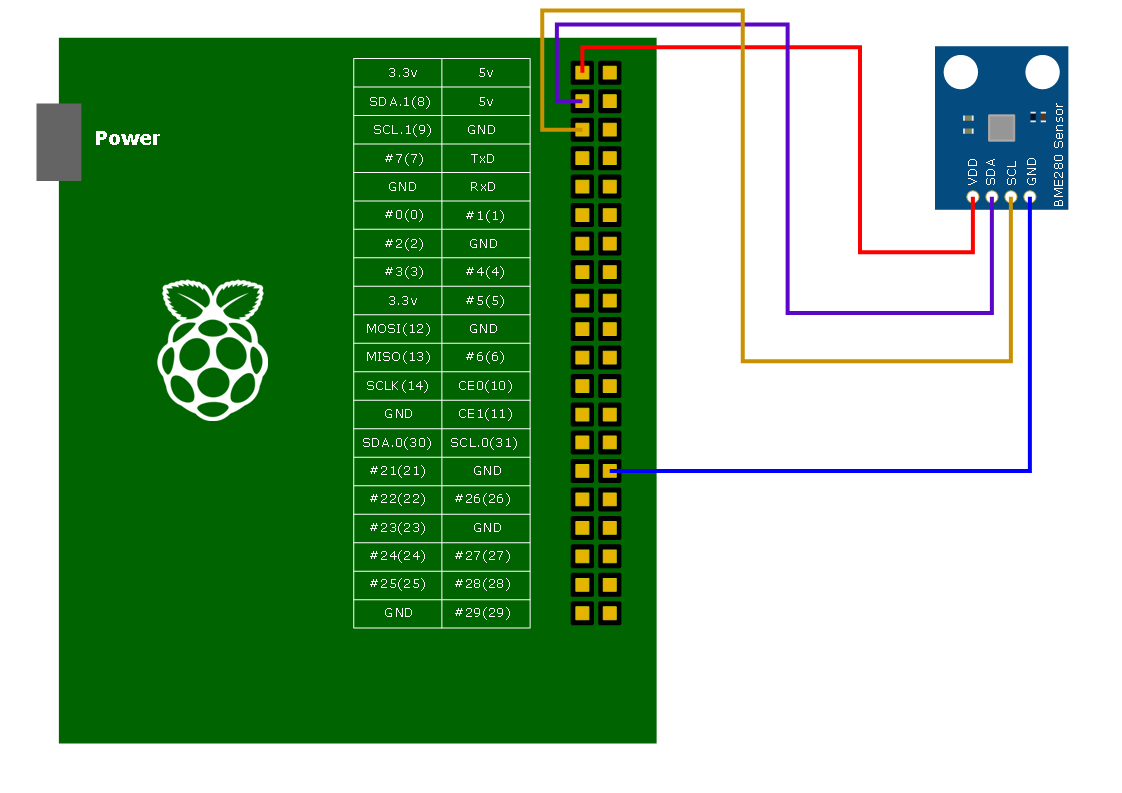 3.3v 5v
SDA.1(8) 5v
SCL.1(9) GND
#7(7) TxD
GND RxD
#0(0) #1(1)
#2(2) GND
#3(3) #4(4)
3.3v #5(5)
MOSI(12) GND
MISO(13) #6(6)
SCLK(14) CE0(10)
GND CE1(11)
SDA.0(30) SCL.0(31)
#21(21) GND
#22(22) #26(26)
#23(23) GND
#24(24) #27(27)
#25(25) #28(28)
GND #29(29)
Power
VDD
SDA
SCL
GND
BME280 Sensor